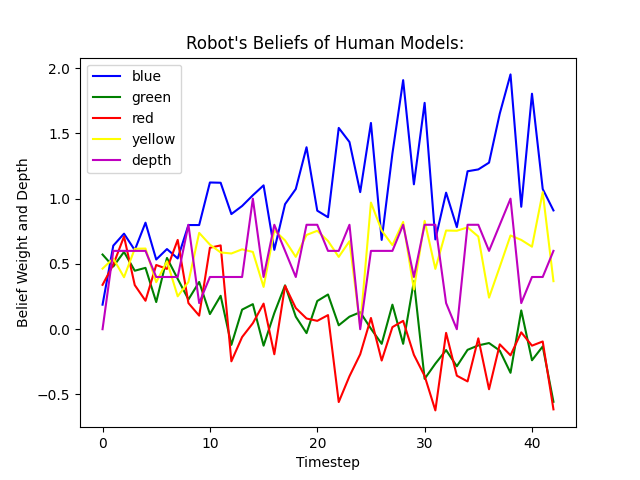 Robot's Beliefs of Human Models:
blue
green
red
yellow
depth
Belief Weight and Depth
2.0
1.5
1.0
0.5
0.0
−0.5
0
10
20
30
40
Timestep